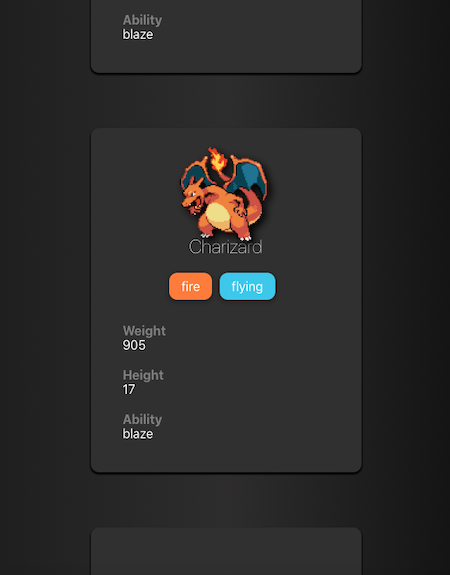 Ability
blaze
Charizard
fire flying
Weight
905
Height
17
Ability
blaze